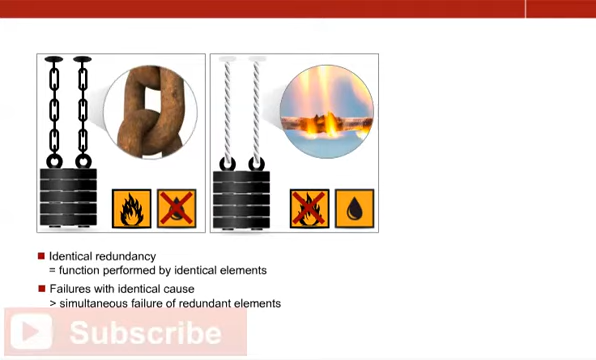 Identical redundancy
= function performed by identical elements
Failures with identical cause
> simultaneous failure of redundant elements
Subscribe